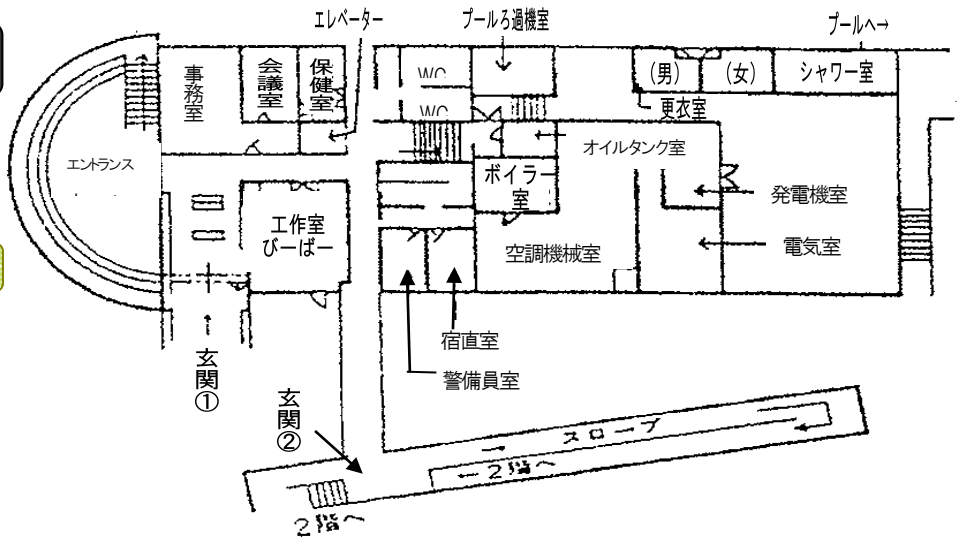 エレベーター
プールろ過機室
プールへ→
事務室
会議室
保健室
WC
WC
(男)
(女)
シャワー室
更衣室
エントランス
オイルタンク室
ボイラー
室
発電機室
工作室
びーばー
空調機械室
電気室
宿直室
警備員室
玄関①
玄関②
→ スロープ
←2階へ
2階へ